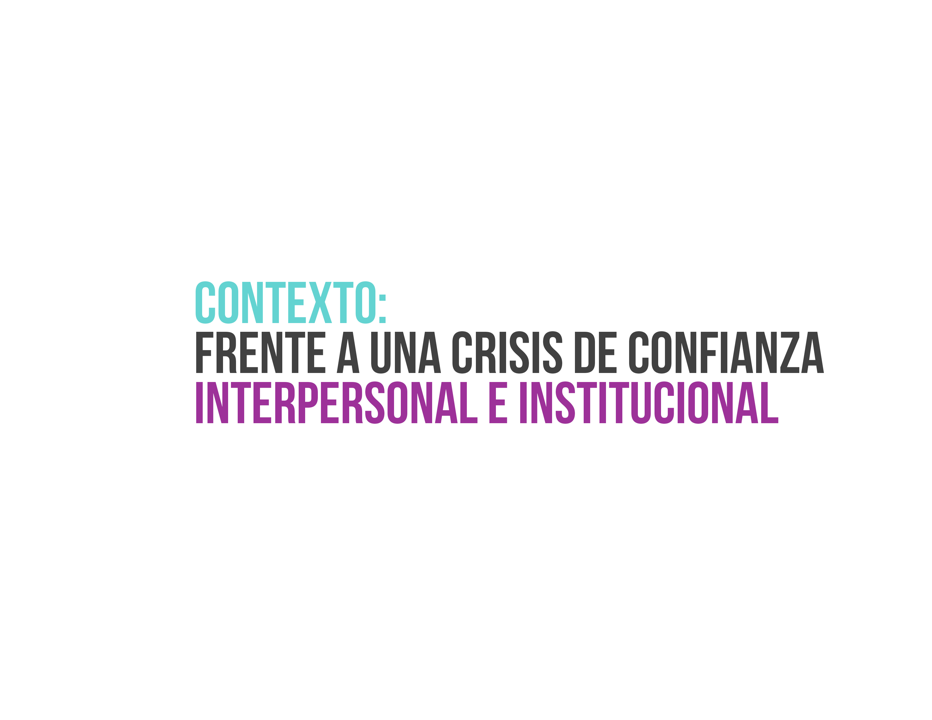 CONTEXTO:
FRENTE A UNA CRISIS DE CONFIANZA
INTERPERSONAL E INSTITUCIONAL